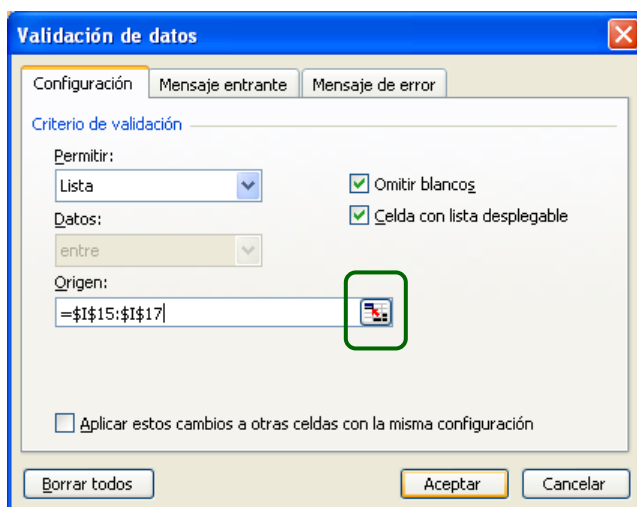 Validación de datos
Configuración Mensaje entrante Mensaje de error
Criterio de validación
Permitir:
Lista
Omitir blancos
Datos:
Celda con lista desplegable
entre
Origen:
=$I$15:$I$17
Aplicar estos cambios a otras celdas con la misma configuración
Borrar todos Aceptar Cancelar